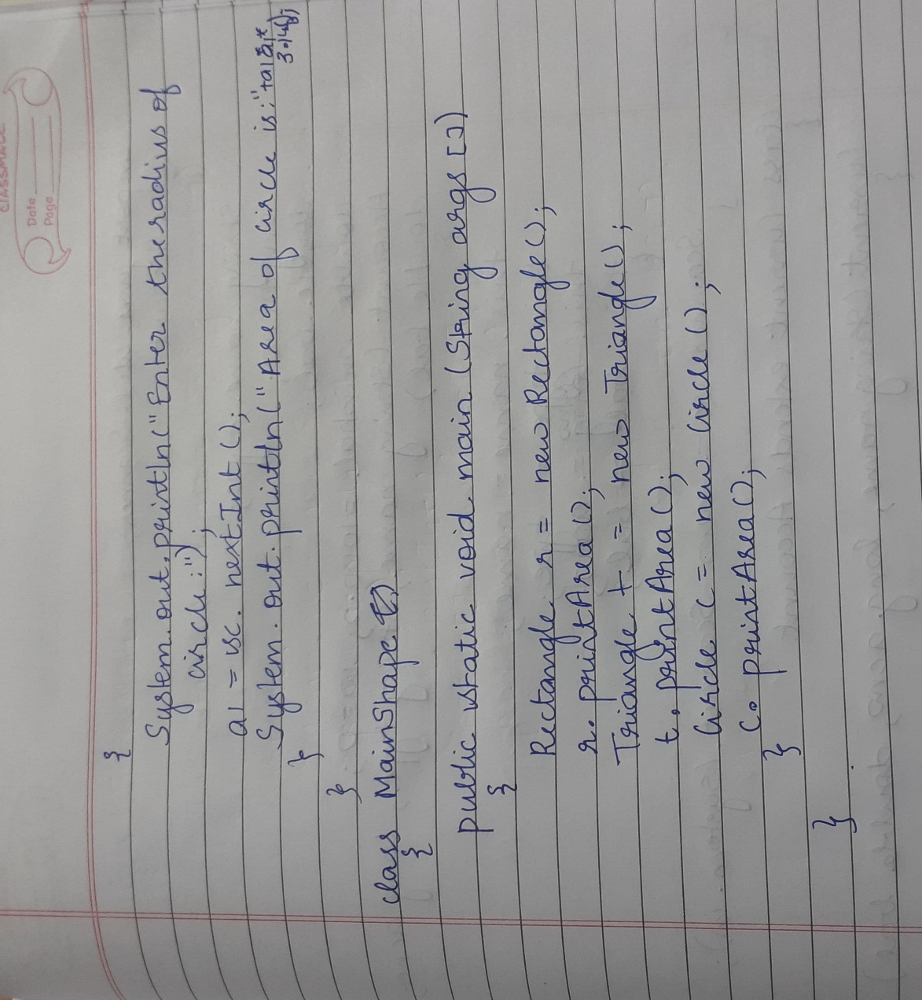 CLASSMATE
Date
Page
{
System.out.println("Enter the radius of
circle:");
a1 = sc. nextInt();
System.out.println("Area of circle is:"+a1*a1*
3.14);
}
}
class MainShape
{
public static void main (String args [])
{
Rectangle r = new Rectangle();
r. printArea();
Triangle t = new Triangle();
t. printArea();
Circle c = new Circle();
c. printArea();
}
}